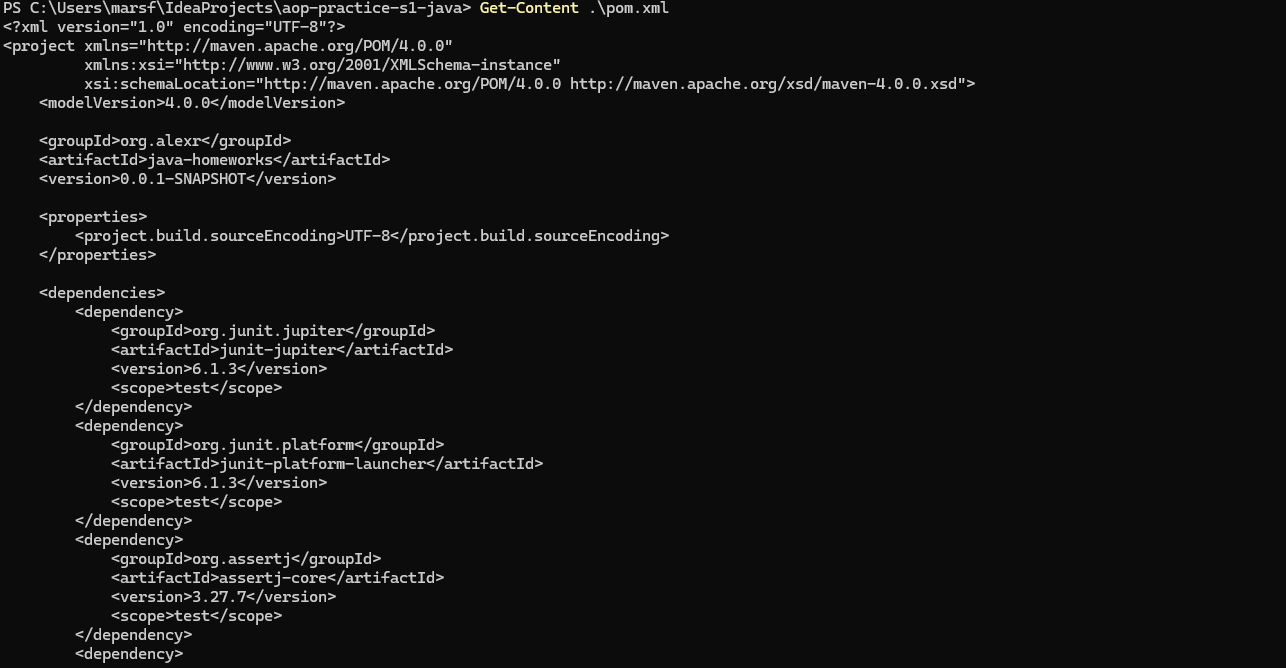 PS C:\Users\marsf\IdeaProjects\aop-practice-s1-java> Get-Content .\pom.xml
<?xml version="1.0" encoding="UTF-8"?>
<project xmlns="http://maven.apache.org/POM/4.0.0"
         xmlns:xsi="http://www.w3.org/2001/XMLSchema-instance"
         xsi:schemaLocation="http://maven.apache.org/POM/4.0.0 http://maven.apache.org/xsd/maven-4.0.0.xsd">
    <modelVersion>4.0.0</modelVersion>

    <groupId>org.alexr</groupId>
    <artifactId>java-homeworks</artifactId>
    <version>0.0.1-SNAPSHOT</version>

    <properties>
        <project.build.sourceEncoding>UTF-8</project.build.sourceEncoding>
    </properties>

    <dependencies>
        <dependency>
            <groupId>org.junit.jupiter</groupId>
            <artifactId>junit-jupiter</artifactId>
            <version>6.1.3</version>
            <scope>test</scope>
        </dependency>
        <dependency>
            <groupId>org.junit.platform</groupId>
            <artifactId>junit-platform-launcher</artifactId>
            <version>6.1.3</version>
            <scope>test</scope>
        </dependency>
        <dependency>
            <groupId>org.assertj</groupId>
            <artifactId>assertj-core</artifactId>
            <version>3.27.7</version>
            <scope>test</scope>
        </dependency>
        <dependency>